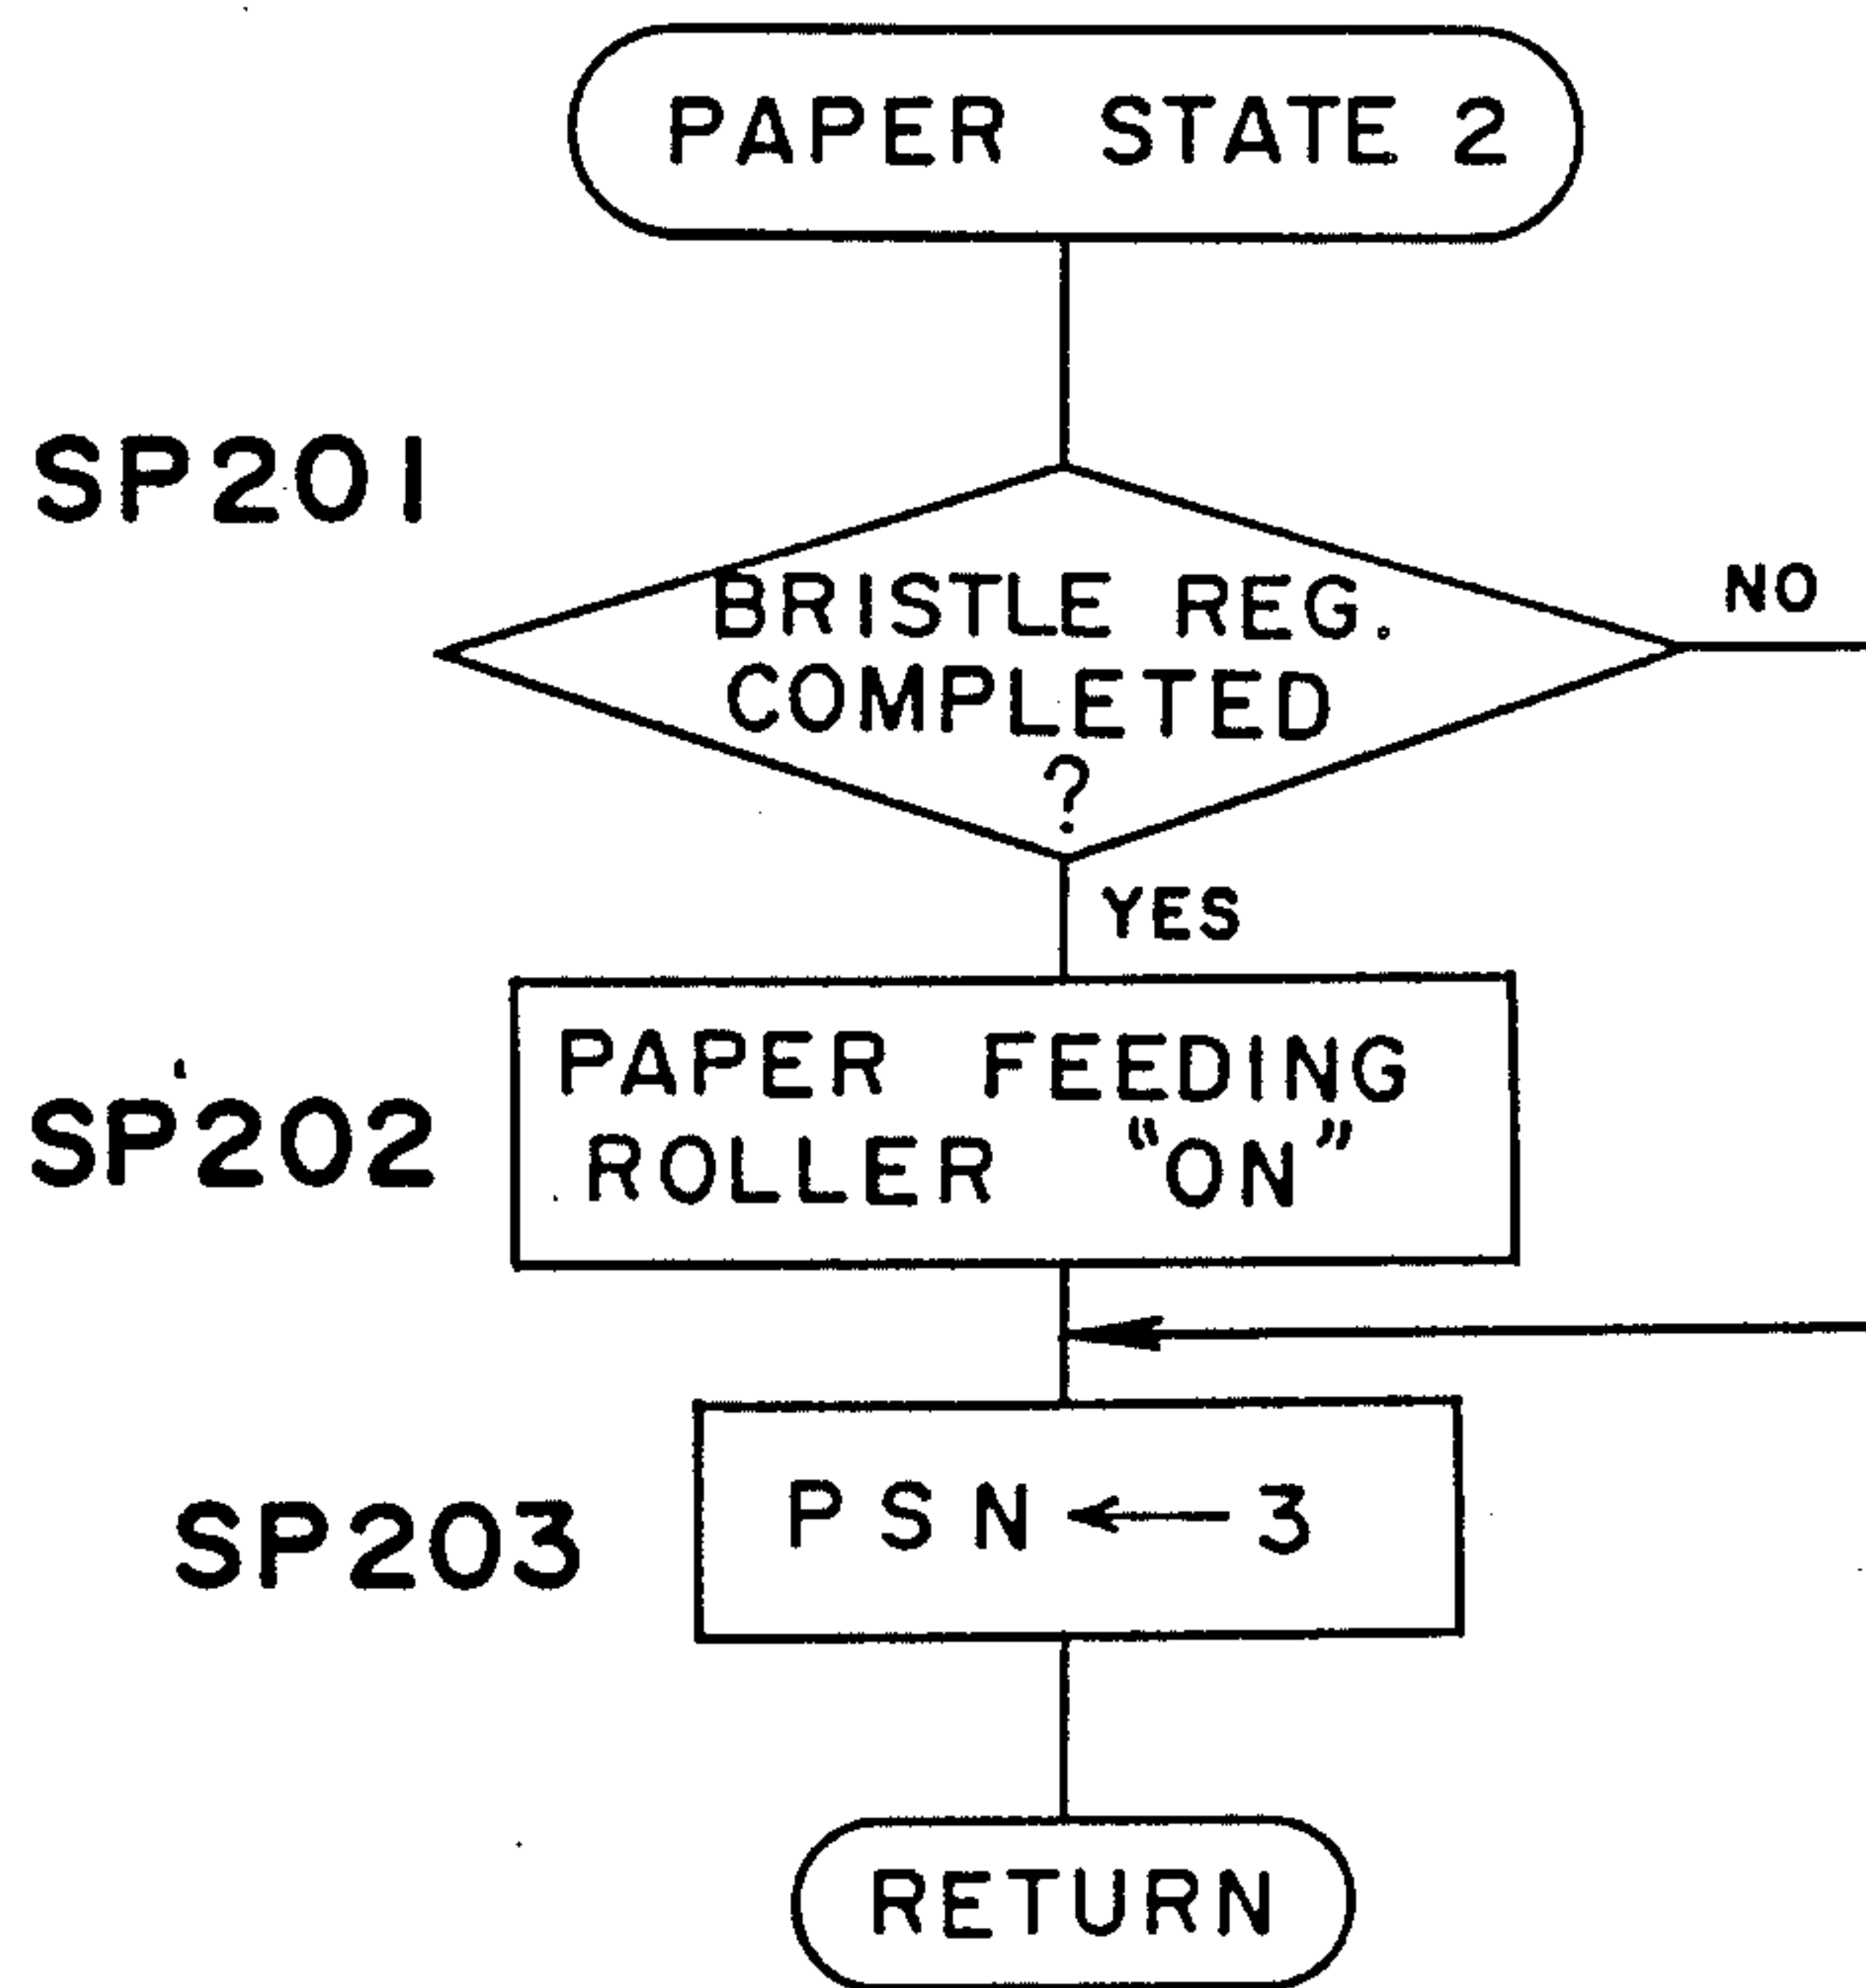 PAPER STATE 2
SP201
BRISTLE REG.
COMPLETED
?
NO
YES
SP202
PAPER FEEDING
ROLLER "ON"
SP203
PSN ← 3
RETURN